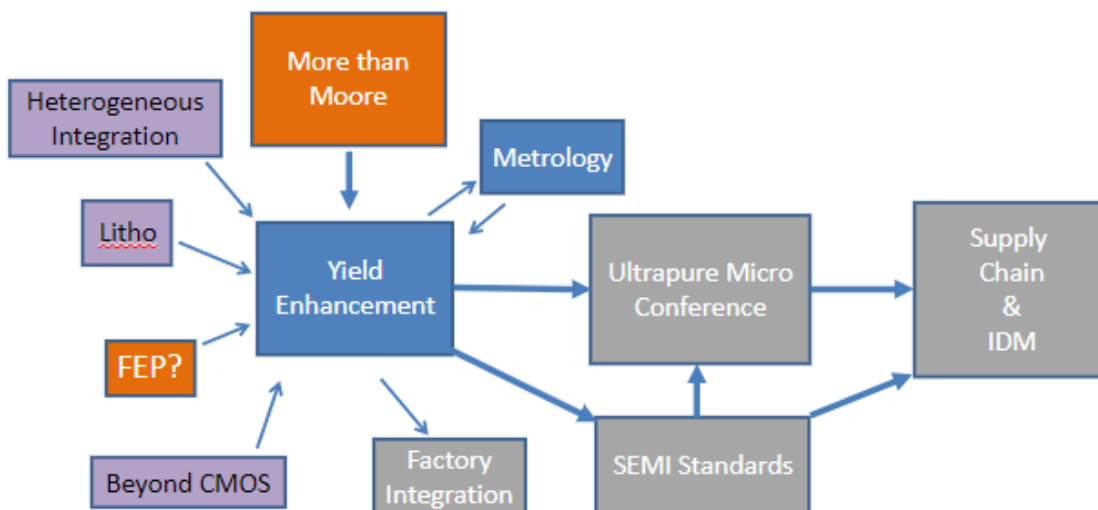 More than
Moore
Heterogeneous
Integration
Metrology
Litho
Yield
Enhancement
Ultrapure Micro
Conference
Supply
Chain
&
IDM
FEP?
Beyond CMOS
Factory
Integration
SEMI Standards